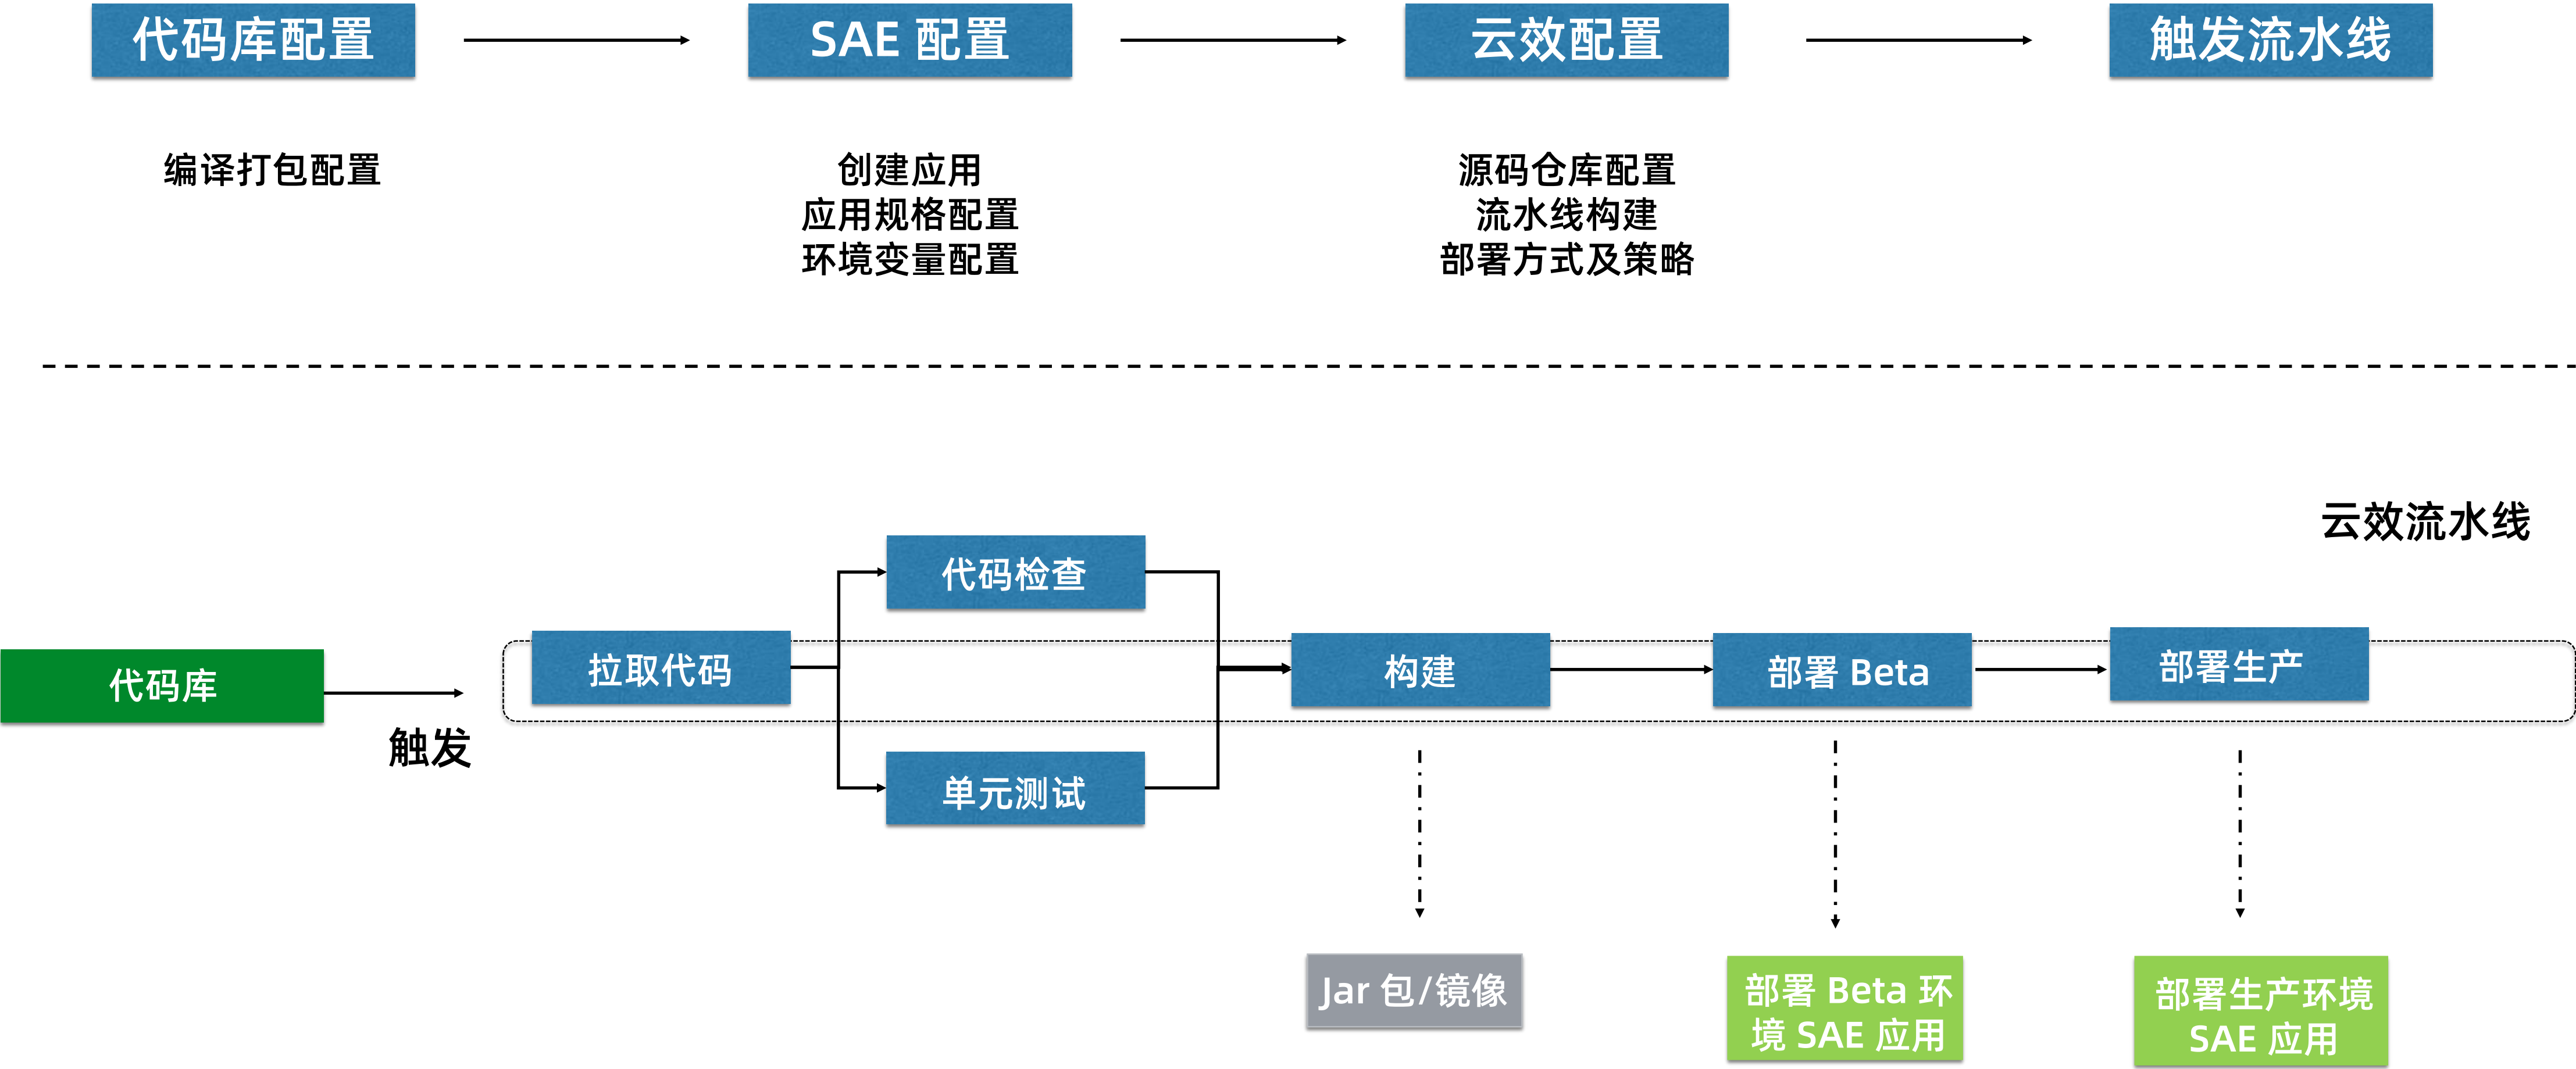 代码库配置
SAE 配置
云效配置
触发流水线
编译打包配置
创建应用
应用规格配置
环境变量配置
源码仓库配置
流水线构建
部署方式及策略
云效流水线
代码库
触发
拉取代码
代码检查
单元测试
构建
部署 Beta
部署生产
Jar 包/镜像
部署 Beta 环
境 SAE 应用
部署生产环境
SAE 应用